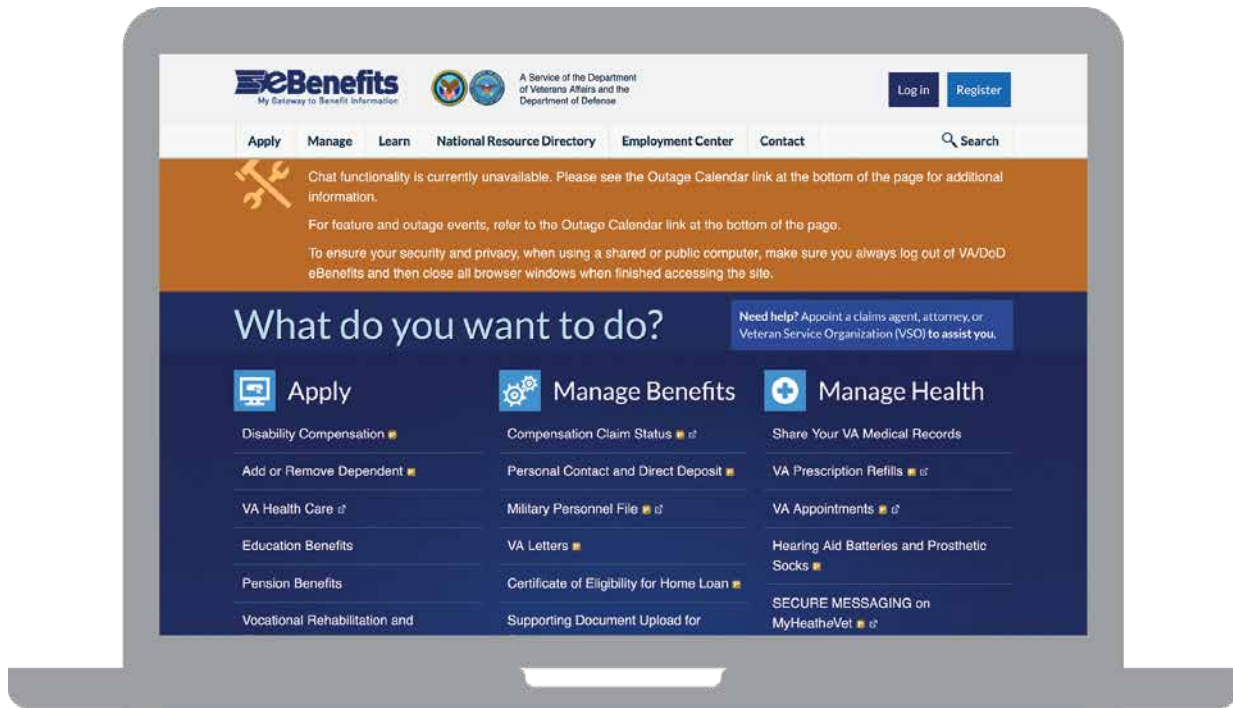 eBenefits
My Gateway to Benefit Information
A Service of the Department
of Veterans Affairs and the
Department of Defense
Log in
Register
Apply
Manage
Learn
National Resource Directory
Employment Center
Contact
Search
Chat functionality is currently unavailable. Please see the Outage Calendar link at the bottom of the page for additional
information.
For feature and outage events, refer to the Outage Calendar link at the bottom of the page.
To ensure your security and privacy, when using a shared or public computer, make sure you always log out of VA/DoD
eBenefits and then close all browser windows when finished accessing the site.
What do you want to do?
Need help? Appoint a claims agent, attorney, or
Veteran Service Organization (VSO) to assist you.
Apply
Disability Compensation
Add or Remove Dependent
VA Health Care
Education Benefits
Pension Benefits
Vocational Rehabilitation and
Manage Benefits
Compensation Claim Status
Personal Contact and Direct Deposit
Military Personnel File
VA Letters
Certificate of Eligibility for Home Loan
Supporting Document Upload for
Manage Health
Share Your VA Medical Records
VA Prescription Refills
VA Appointments
Hearing Aid Batteries and Prosthetic
Socks
SECURE MESSAGING on
MyHeatheVet